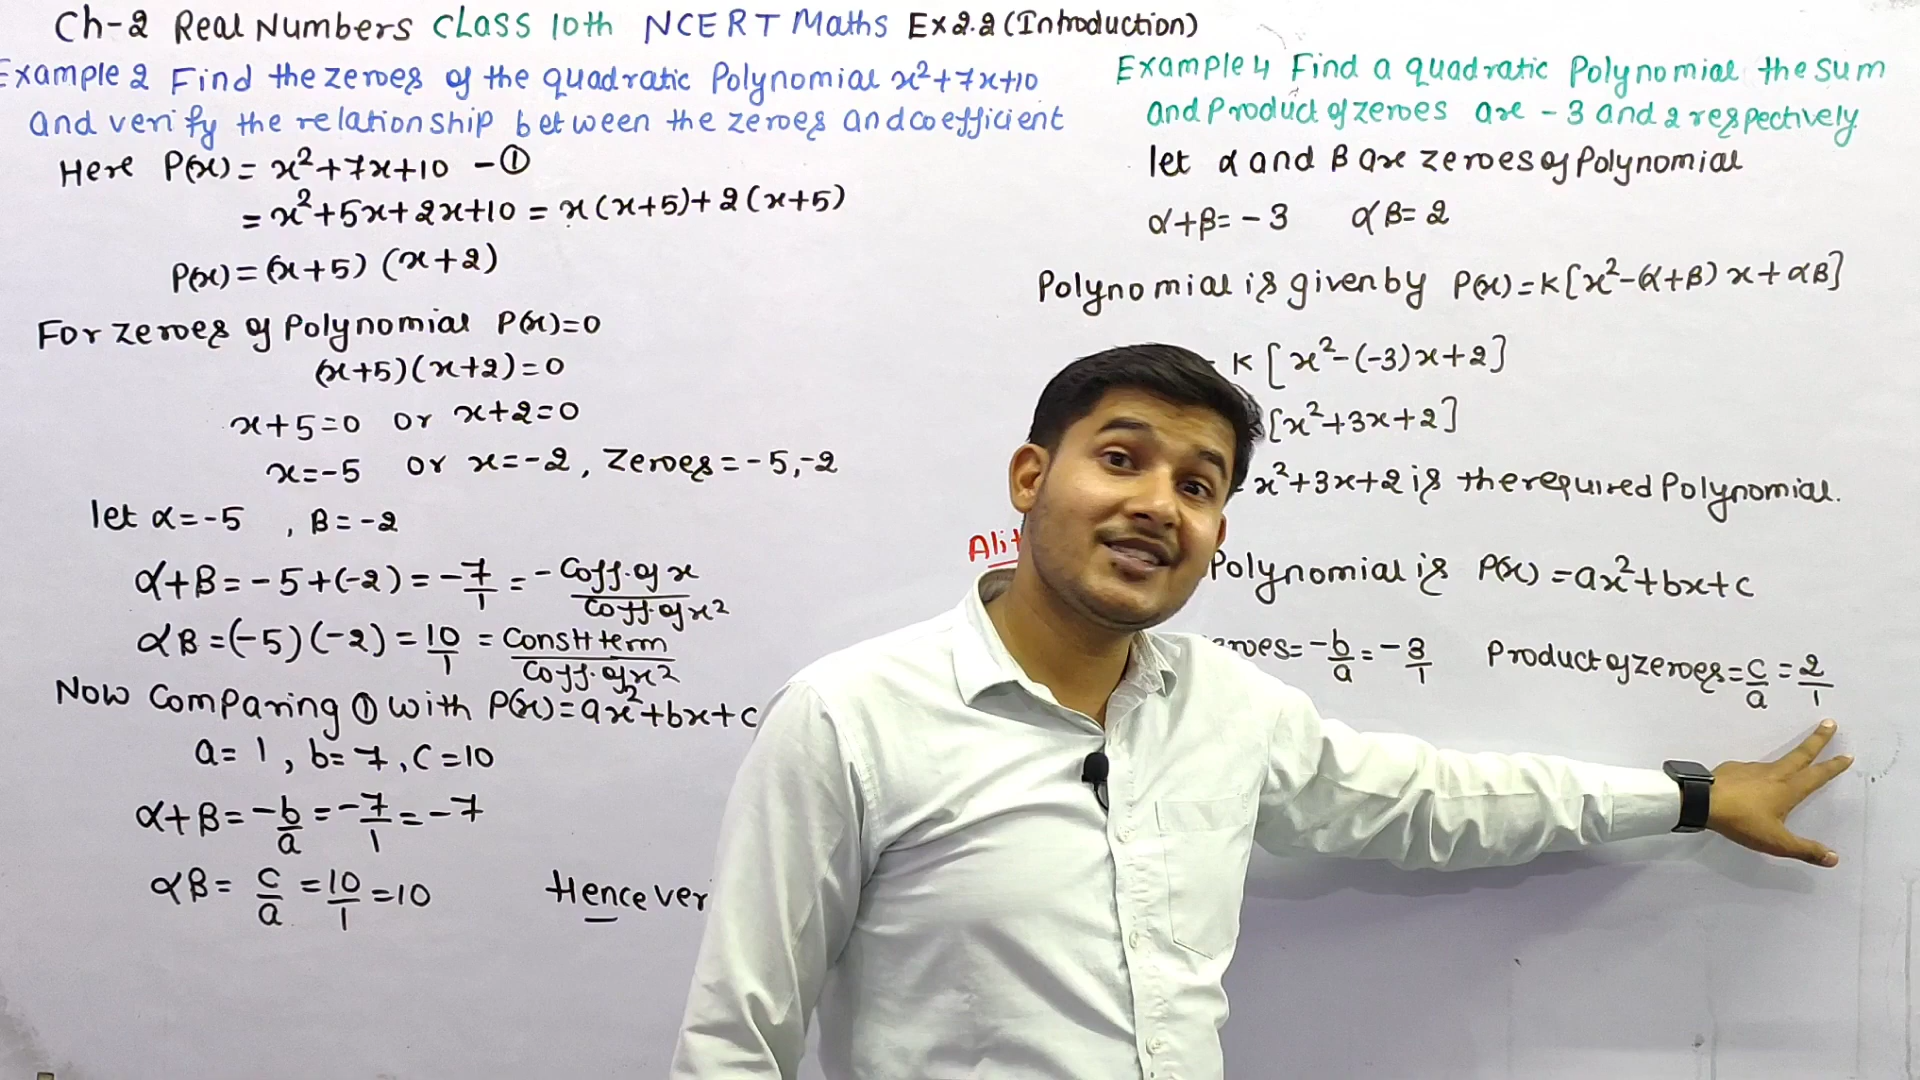 Ch-2 Real Numbers Class 10th NCERT Maths Ex 2.2 (Introduction)
Example 2 Find the zeroes of the quadratic Polynomial x²+7x+10
and verify the relationship between the zeroes and coefficient
Here P(x) = x²+7x+10 -①
= x²+5x+2x+10 = x(x+5)+2(x+5)
P(x)=(x+5)(x+2)
For zeroes of Polynomial P(x)=0
(x+5)(x+2)=0
x+5=0 or x+2=0
x=-5 or x=-2, Zeroes=-5,-2
let α=-5 , β=-2
α+β=-5+(-2)=-7/1=-Coff. of x/Coff. of x²
αβ=(-5)(-2)=10/1=Constt term/Coff. of x²
Now Comparing ① with P(x)=ax²+bx+c
a=1, b=7, c=10
α+β=-b/a=-7/1=-7
αβ=c/a=10/1=10 Hence
Example 4 Find a quadratic Polynomial the sum
and Product of zeroes are -3 and 2 respectively
let α and β are zeroes of Polynomial
α+β=-3 αβ=2
Polynomial is given by P(x)=K[x²-(α+β)x+αβ]
K[x²-(-3)x+2]
[x²+3x+2]
x²+3x+2 is the required Polynomial.
Polynomial is P(x)=ax²+bx+c
=-b/a=-3/1 Product of zeroes=c/a=2/1